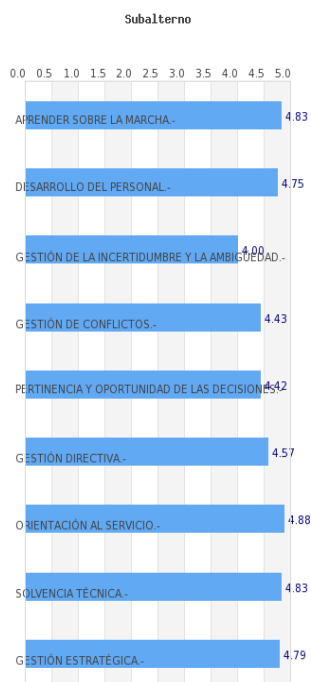 Subalterno
0.0 0.5 1.0 1.5 2.0 2.5 3.0 3.5 4.0 4.5 5.0
APRENDER SOBRE LA MARCHA.- 4.83
DESARROLLO DEL PERSONAL.- 4.75
GESTIÓN DE LA INCERTIDUMBRE Y LA AMBIGUEDAD.- 4.00
GESTIÓN DE CONFLICTOS.- 4.43
PERTINENCIA Y OPORTUNIDAD DE LAS DECISIONES.- 4.42
GESTIÓN DIRECTIVA.- 4.57
ORIENTACIÓN AL SERVICIO.- 4.88
SOLVENCIA TÉCNICA.- 4.83
GESTIÓN ESTRATÉGICA.- 4.79